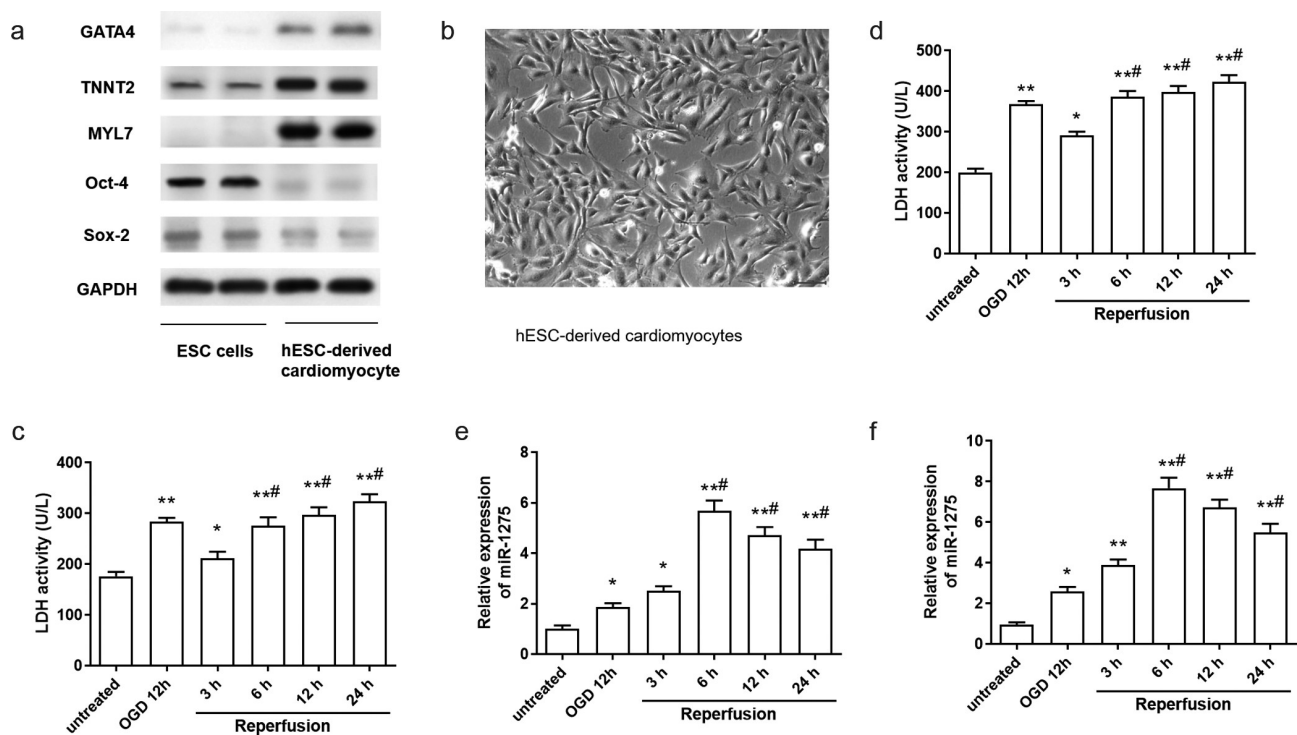 a
GATA4
TNNT2
MYL7
Oct-4
Sox-2
GAPDH
ESC cells
hESC-derived
cardiomyocyte
b
hESC-derived cardiomyocytes
d
LDH activity (U/L)
500
400
300
200
100
0
**
*
**#
**#
**#
untreated
OGD 12h
3 h
6 h
12 h
24 h
Reperfusion
c
LDH activity (U/L)
400
300
200
100
0
**
*
**#
**#
**#
untreated
OGD 12h
3 h
6 h
12 h
24 h
Reperfusion
e
Relative expression
of miR-1275
8
6
4
2
0
*
*
**#
**#
**#
untreated
OGD 12h
3 h
6 h
12 h
24 h
Reperfusion
f
Relative expression
of miR-1275
10
8
6
4
2
0
*
**
**#
**#
**#
untreated
OGD 12h
3 h
6 h
12 h
24 h
Reperfusion